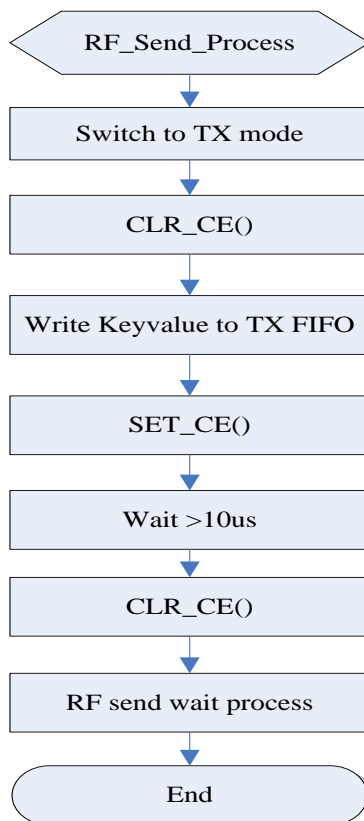 RF_Send_Process
Switch to TX mode
CLR_CE()
Write Keyvalue to TX FIFO
SET_CE()
Wait >10us
CLR_CE()
RF send wait process
End